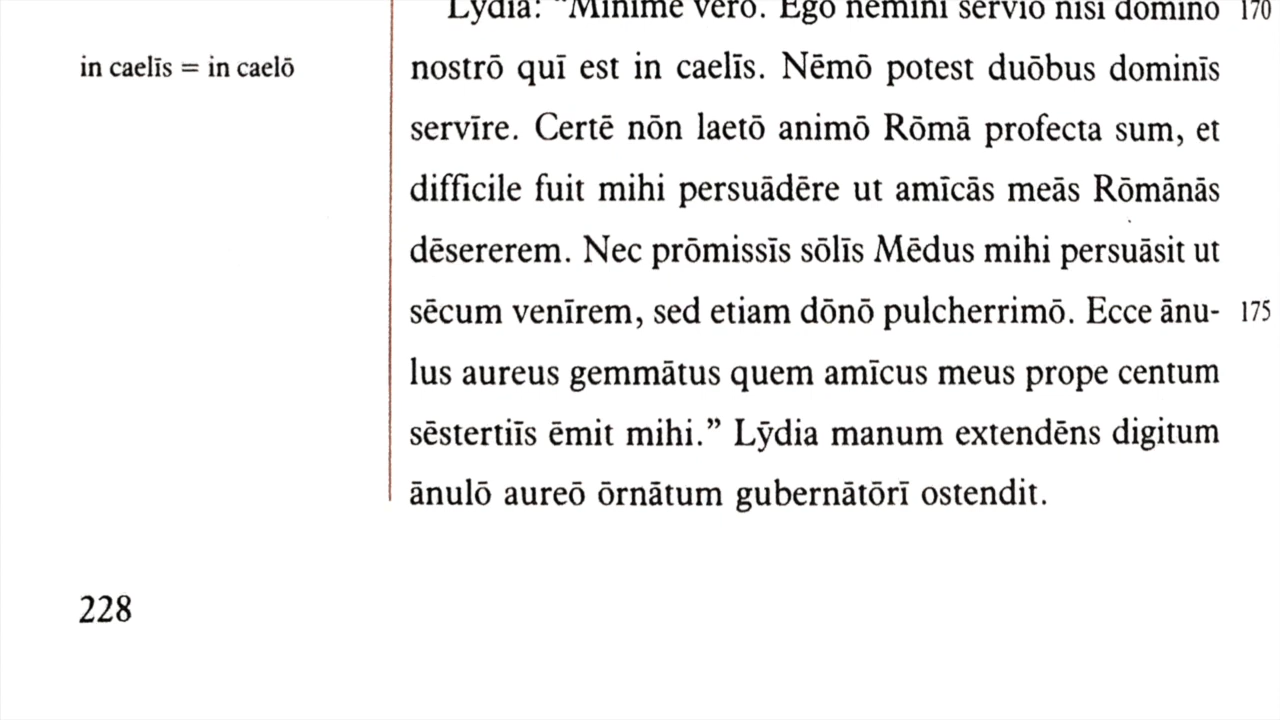 Lȳdia: "Minimē vērō. Ego nēminī serviō nisi dominō 170
in caelīs = in caelō
nostrō quī est in caelīs. Nēmō potest duōbus dominīs
servīre. Certē nōn laetō animō Rōmā profecta sum, et
difficile fuit mihi persuādēre ut amīcās meās Rōmānās
dēsererem. Nec prōmissīs sōlīs Mēdus mihi persuāsit ut
sēcum venīrem, sed etiam dōnō pulcherrimō. Ecce ānu- 175
lus aureus gemmātus quem amīcus meus prope centum
sēstertiīs ēmit mihi.” Lȳdia manum extendēns digitum
ānulō aureō ōrnātum gubernātōrī ostendit.
228